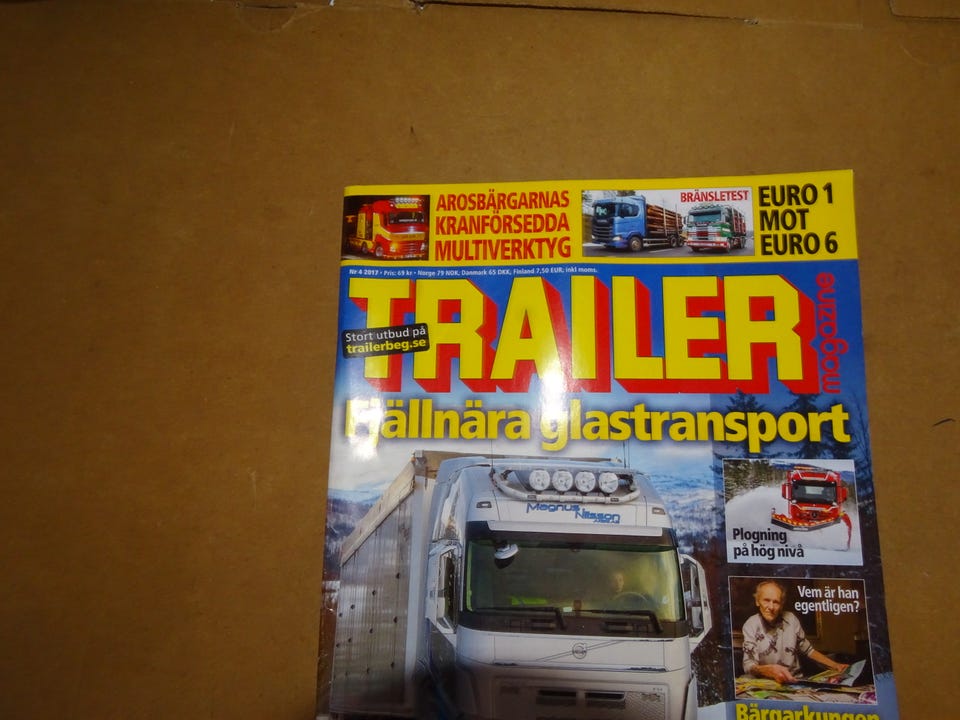 AROSBÄRGARNAS
KRANFÖRSEDDA
MULTIVERKTYG
BRÄNSLETEST
EURO 1
MOT
EURO 6
Nr 4 2017 • Pris: 69 kr • Norge 79 NOK, Danmark 65 DKK, Finland 7,50 EUR, inkl moms.
TRAILER
magazine
Stort utbud på
trailerbeg.se
Fjällnära glastransport
Magnus
Nilsson
Plogning
på hög nivå
Vem är han
egentligen?
VOLVO
Bärgarkungen